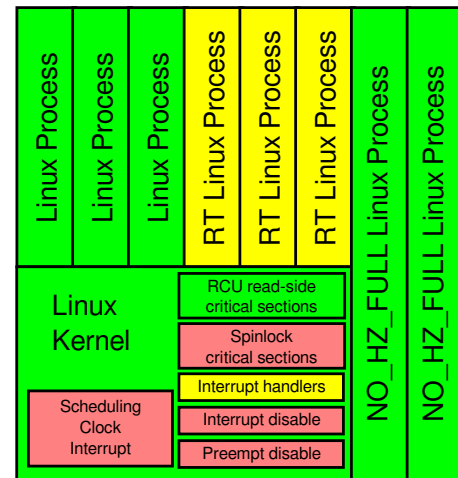 Linux Process
Linux Process
Linux Process
RT Linux Process
RT Linux Process
RT Linux Process
NO_HZ_FULL Linux Process
NO_HZ_FULL Linux Process
Linux
Kernel
RCU read-side
critical sections
Spinlock
critical sections
Interrupt handlers
Scheduling
Clock
Interrupt
Interrupt disable
Preempt disable